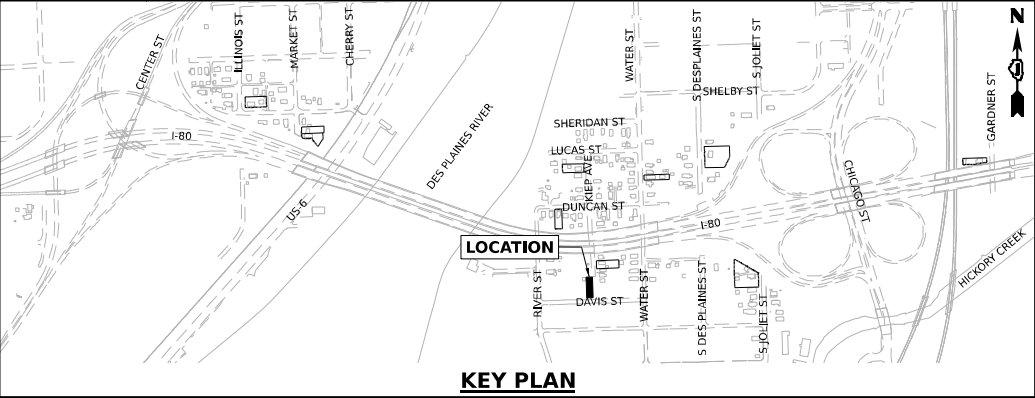 N
CENTER ST
ILLINOIS ST
MARKET ST
CHERRY ST
WATER ST
S DESPLAINES ST
S JOLIET ST
SHELBY ST
GARDNER ST
I-80
DES PLAINES RIVER
SHERIDAN ST
LUCAS ST
KIEP AVE
DUNCAN ST
CHICAGO ST
US 6
I-80
LOCATION
HICKORY CREEK
RIVER ST
DAVIS ST
WATER ST
S DES PLAINES ST
S JOLIET ST
KEY PLAN